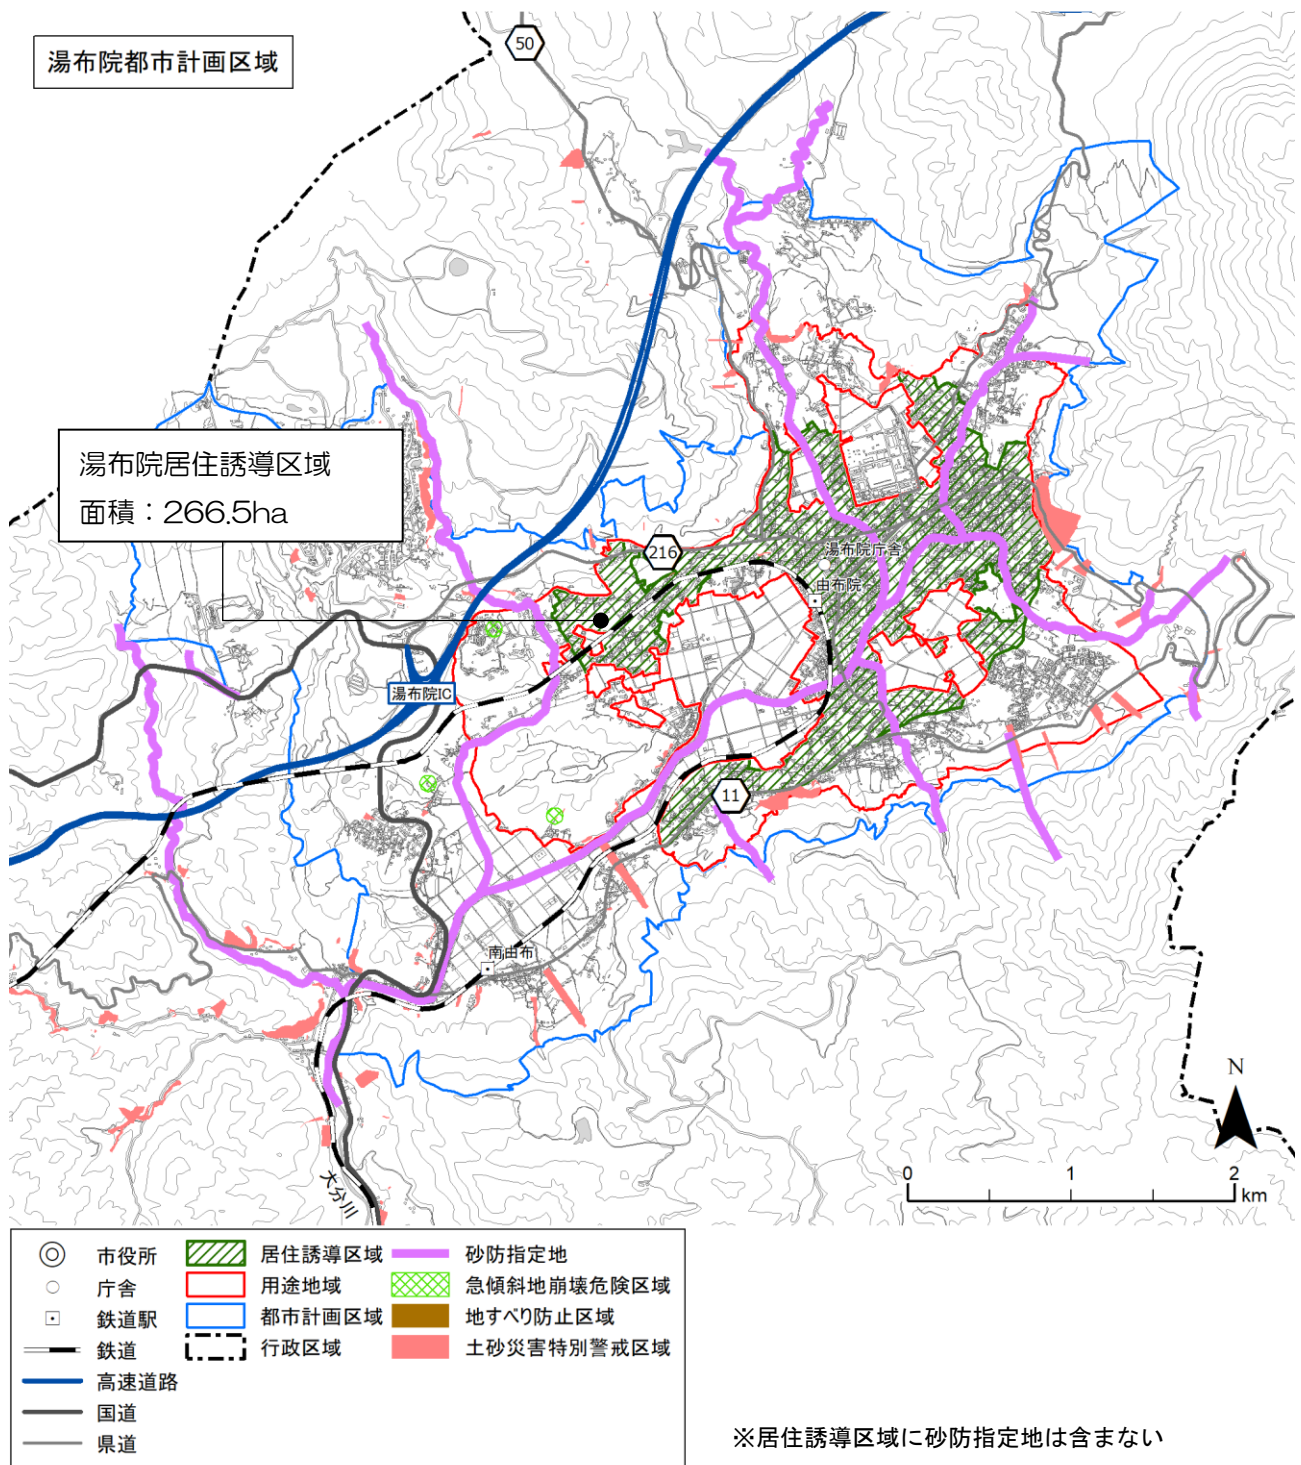 湯布院都市計画区域
50
湯布院居住誘導区域
面積：266.5ha
216
湯布院庁舎
由布院
湯布院IC
11
南由布
大分川
N
0 1 2
km
市役所
庁舎
鉄道駅
鉄道
高速道路
国道
県道
居住誘導区域
用途地域
都市計画区域
行政区域
砂防指定地
急傾斜地崩壊危険区域
地すべり防止区域
土砂災害特別警戒区域
※居住誘導区域に砂防指定地は含まない